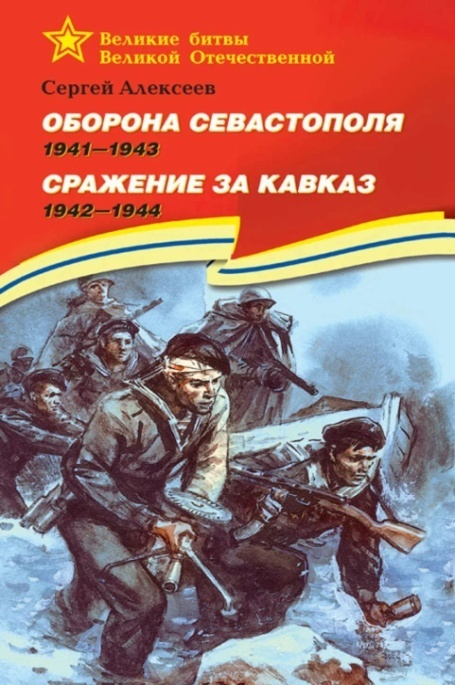 Великие битвы
Великой Отечественной
Сергей Алексеев
ОБОРОНА СЕВАСТОПОЛЯ
1941—1943
СРАЖЕНИЕ ЗА КАВКАЗ
1942—1944